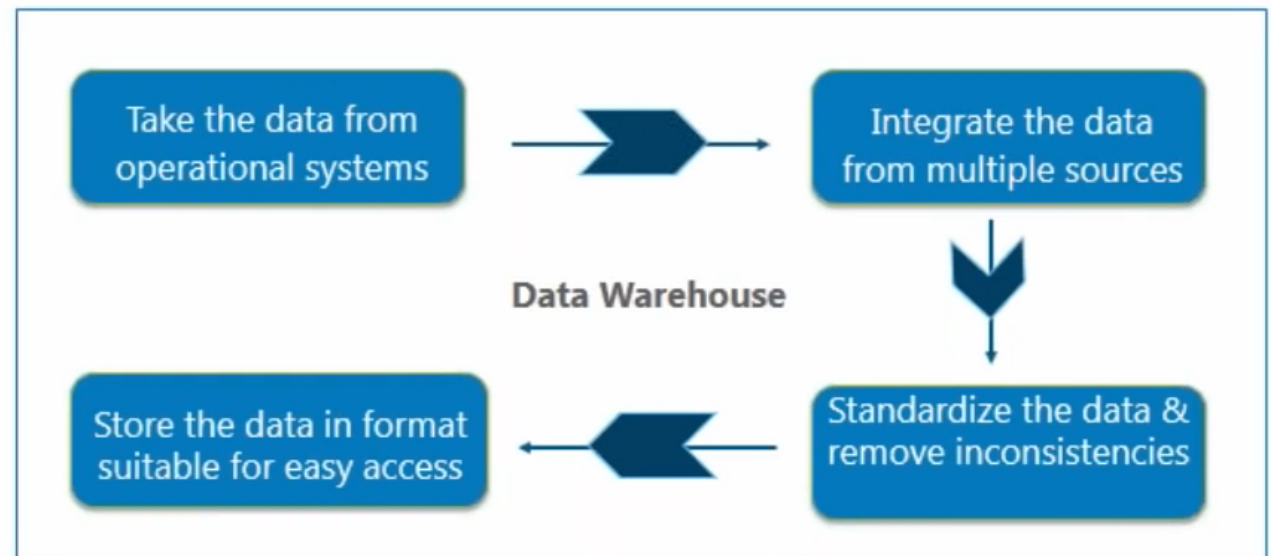 Take the data from
operational systems
Integrate the data
from multiple sources
Data Warehouse
Standardize the data &
remove inconsistencies
Store the data in format
suitable for easy access